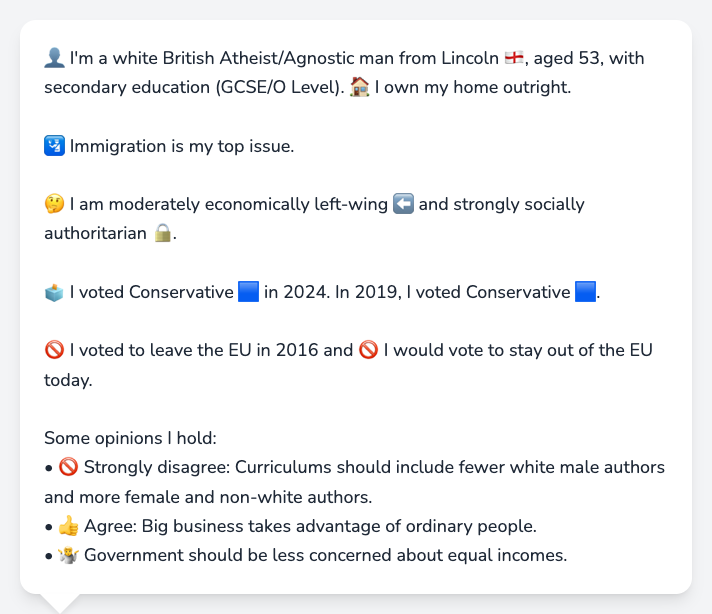 👤 I'm a white British Atheist/Agnostic man from Lincoln 🏴󠁧󠁢󠁥󠁮󠁧󠁿, aged 53, with
secondary education (GCSE/O Level). 🏠 I own my home outright.
🛂 Immigration is my top issue.
🤔 I am moderately economically left-wing ⬅️ and strongly socially
authoritarian 🔒.
🗳️ I voted Conservative 🟦 in 2024. In 2019, I voted Conservative 🟦.
🚫 I voted to leave the EU in 2016 and 🚫 I would vote to stay out of the EU
today.
Some opinions I hold:
• 🚫 Strongly disagree: Curriculums should include fewer white male authors
and more female and non-white authors.
• 👍 Agree: Big business takes advantage of ordinary people.
• 🤷 Government should be less concerned about equal incomes.